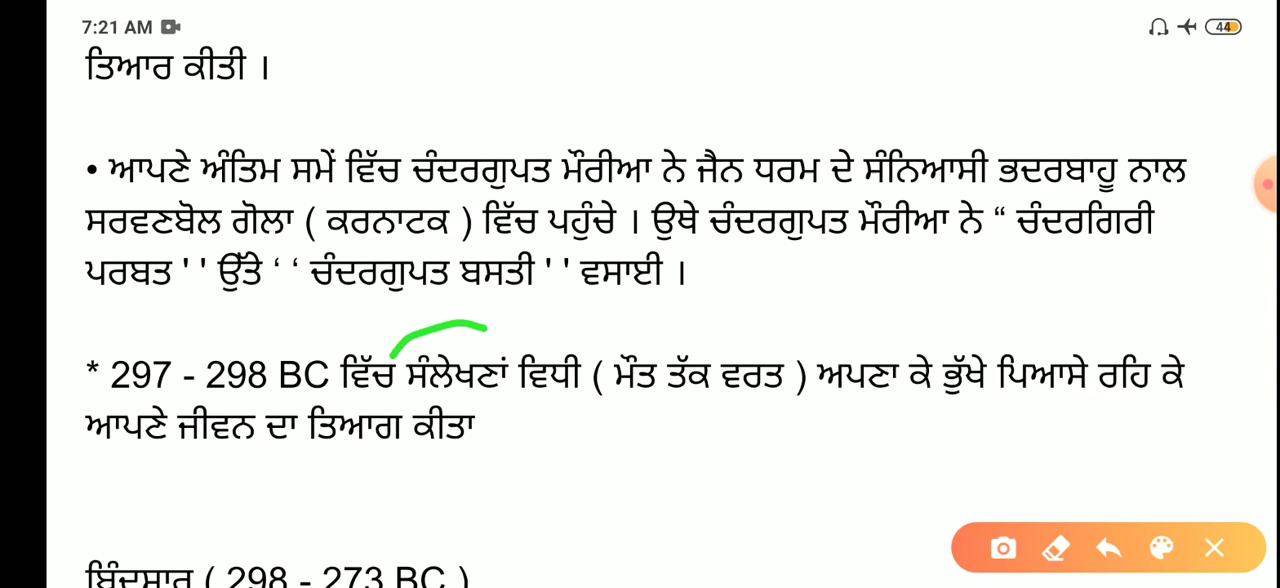 7:21 AM
44
ਤਿਆਰ ਕੀਤੀ ।
• ਆਪਣੇ ਅੰਤਿਮ ਸਮੇਂ ਵਿੱਚ ਚੰਦਰਗੁਪਤ ਮੌਰੀਆ ਨੇ ਜੈਨ ਧਰਮ ਦੇ ਸੰਨਿਆਸੀ ਭਦਰਬਾਹੂ ਨਾਲ
ਸਰਵਣਬੋਲ ਗੋਲਾ ( ਕਰਨਾਟਕ ) ਵਿੱਚ ਪਹੁੰਚੇ । ਉਥੇ ਚੰਦਰਗੁਪਤ ਮੌਰੀਆ ਨੇ “ ਚੰਦਰਗਿਰੀ
ਪਰਬਤ ' ' ਉੱਤੇ ‘ ‘ ਚੰਦਰਗੁਪਤ ਬਸਤੀ ' ' ਵਸਾਈ ।
* 297 - 298 BC ਵਿੱਚ ਸੰਲੇਖਣਾਂ ਵਿਧੀ ( ਮੌਤ ਤੱਕ ਵਰਤ ) ਅਪਣਾ ਕੇ ਭੁੱਖੇ ਪਿਆਸੇ ਰਹਿ ਕੇ
ਆਪਣੇ ਜੀਵਨ ਦਾ ਤਿਆਗ ਕੀਤਾ
ਬਿੰਦਸਾਰ ( 298 - 273 BC )